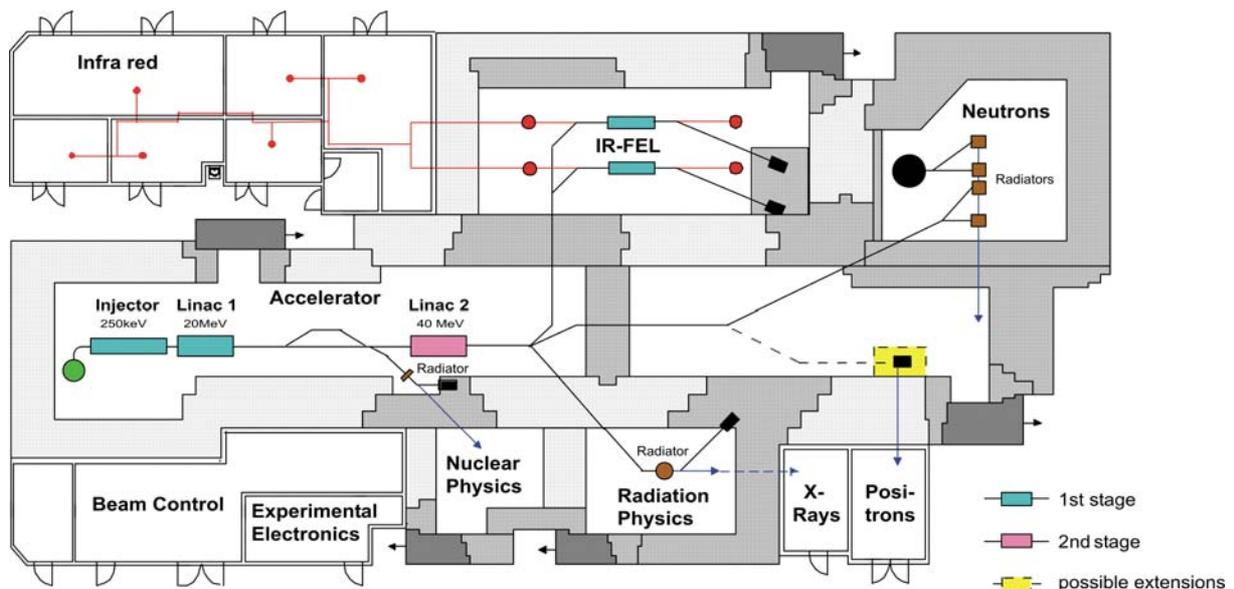 Infra red
IR-FEL
Neutrons
Radiators
Accelerator
Injector
250keV
Linac 1
20MeV
Linac 2
40 MeV
Radiator
Nuclear
Physics
Radiator
Radiation
Physics
X-
Rays
Posi-
trons
Beam Control
Experimental
Electronics
1st stage
2nd stage
possible extensions